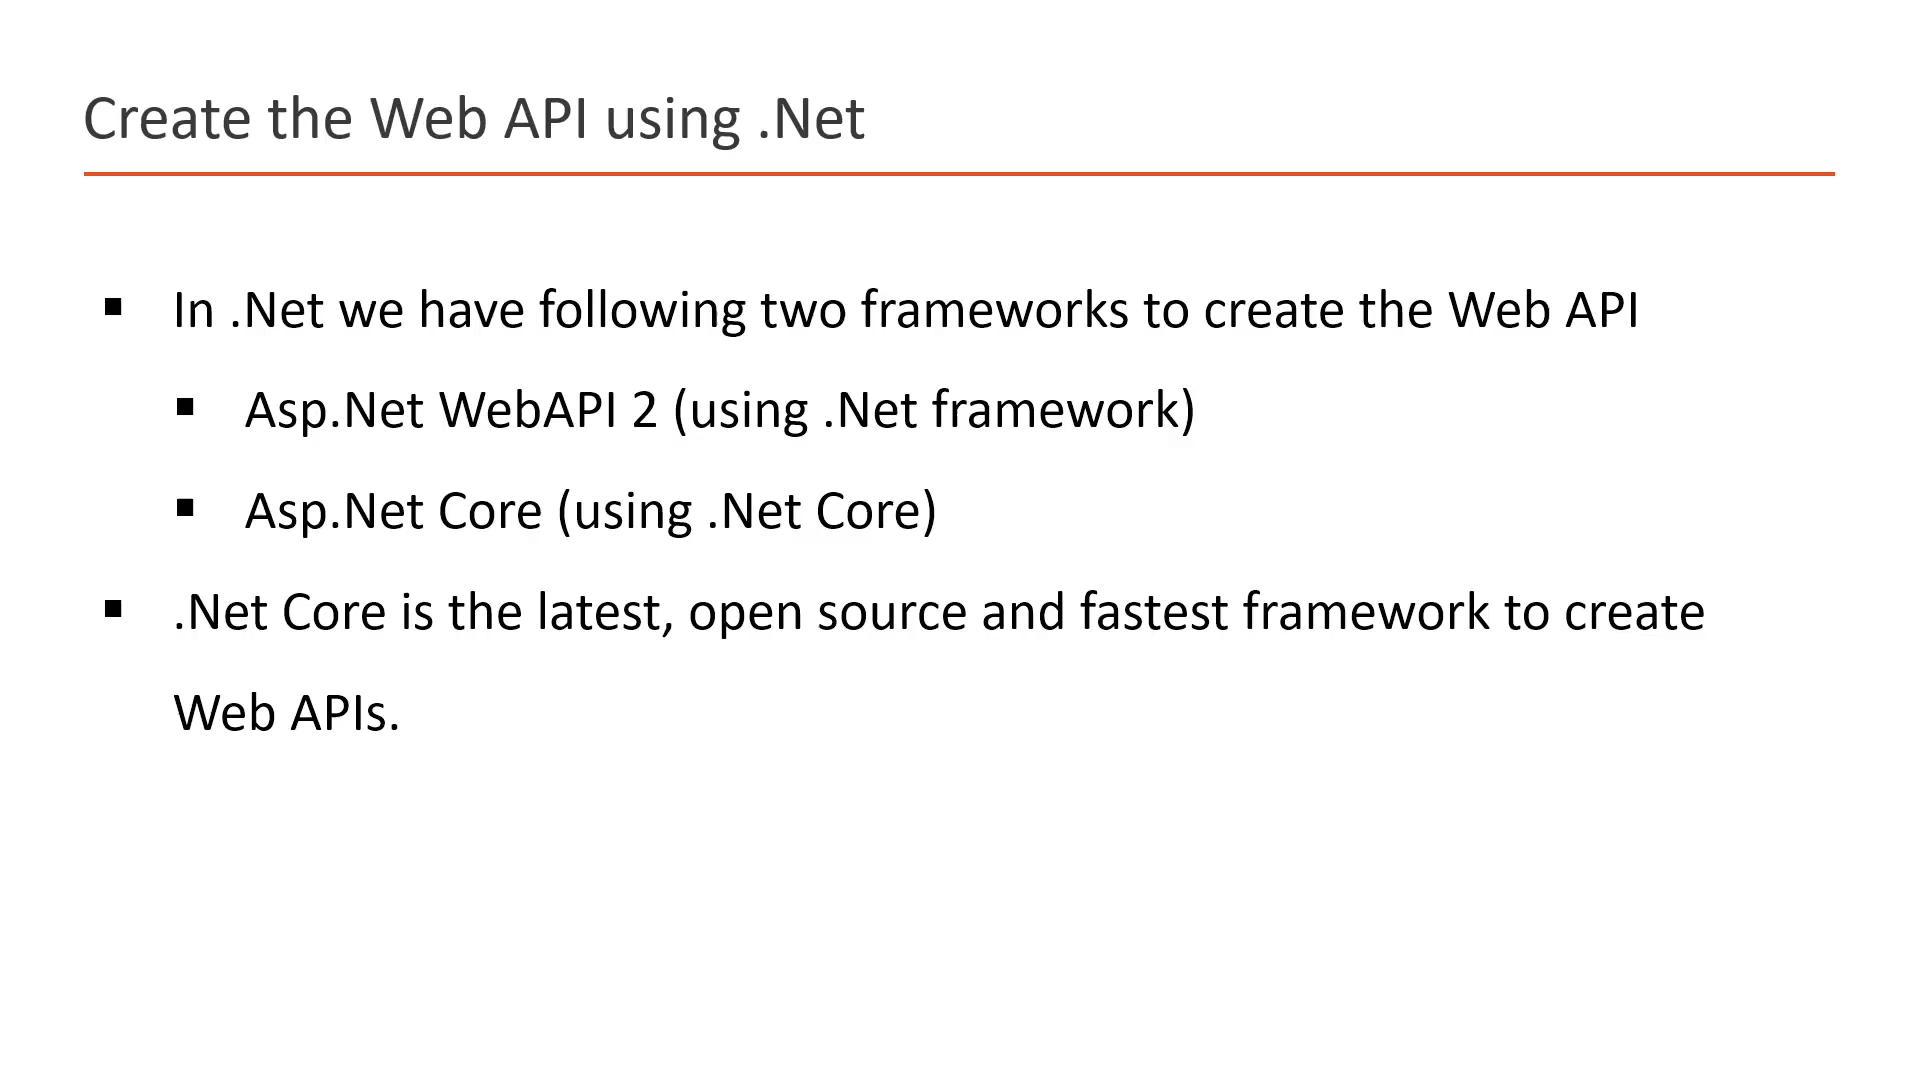 Create the Web API using .Net
▪ In .Net we have following two frameworks to create the Web API
▪ Asp.Net WebAPI 2 (using .Net framework)
▪ Asp.Net Core (using .Net Core)
▪ .Net Core is the latest, open source and fastest framework to create
Web APIs.